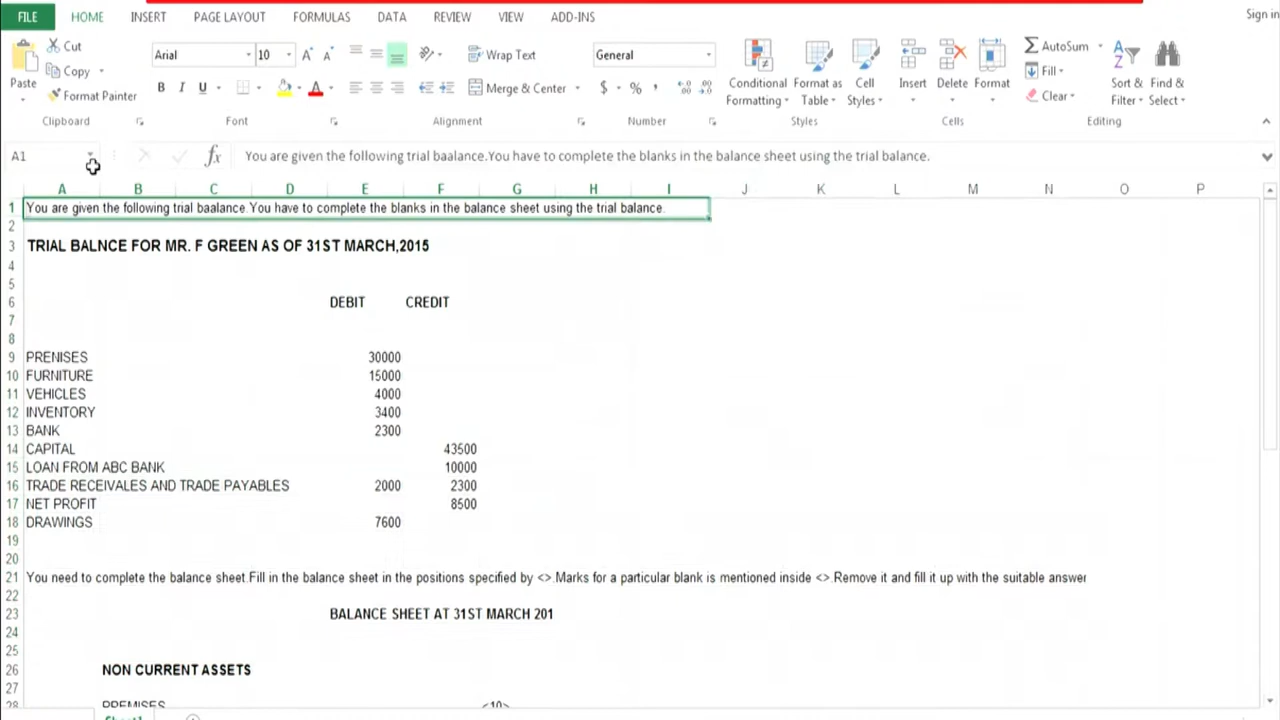 FILE HOME INSERT PAGE LAYOUT FORMULAS DATA REVIEW VIEW ADD-INS Sign in
Cut
Copy
Format Painter
Paste
Clipboard
Arial 10
B I U
Font
Wrap Text
Merge & Center
Alignment
General
$ % ,
Number
Conditional Formatting
Format as Table
Cell Styles
Styles
Insert Delete Format
Cells
AutoSum
Fill
Clear
Sort & Filter
Find & Select
Editing
A1 fx You are given the following trial baalance.You have to complete the blanks in the balance sheet using the trial balance.
A B C D E F G H I J K L M N O P
1 You are given the following trial baalance.You have to complete the blanks in the balance sheet using the trial balance.
2
3 TRIAL BALNCE FOR MR. F GREEN AS OF 31ST MARCH,2015
4
5
6 DEBIT CREDIT
7
8
9 PRENISES 30000
10 FURNITURE 15000
11 VEHICLES 4000
12 INVENTORY 3400
13 BANK 2300
14 CAPITAL 43500
15 LOAN FROM ABC BANK 10000
16 TRADE RECEIVALES AND TRADE PAYABLES 2000 2300
17 NET PROFIT 8500
18 DRAWINGS 7600
19
20
21 You need to complete the balance sheet.Fill in the balance sheet in the positions specified by <>.Marks for a particular blank is mentioned inside <>.Remove it and fill it up with the suitable answer
22
23 BALANCE SHEET AT 31ST MARCH 201
24
25
26 NON CURRENT ASSETS
27
28 PREMISES <10>
Sheet1